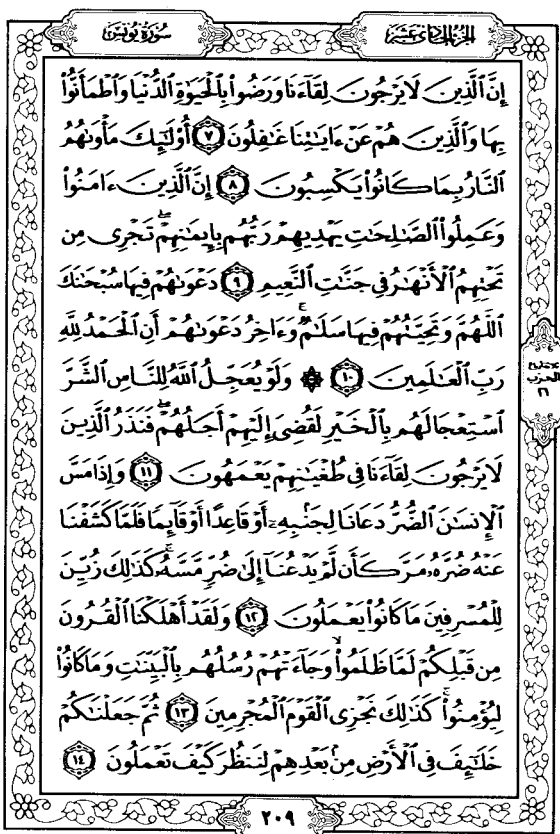 سُورَةُ يُونُسَ
الجُزْءُ الحَادِي عَشَرَ
إِنَّ ٱلَّذِينَ لَا يَرْجُونَ لِقَآءَنَا وَرَضُوا۟ بِٱلْحَيَوٰةِ ٱلدُّنْيَا وَٱطْمَأَنُّوا۟
بِهَا وَٱلَّذِينَ هُمْ عَنْ ءَايَـٰتِنَا غَـٰفِلُونَ ٧ أُو۟لَـٰٓئِكَ مَأْوَىٰهُمُ
ٱلنَّارُ بِمَا كَانُوا۟ يَكْسِبُونَ ٨ إِنَّ ٱلَّذِينَ ءَامَنُوا۟
وَعَمِلُوا۟ ٱلصَّـٰلِحَـٰتِ يَهْدِيهِمْ رَبُّهُم بِإِيمَـٰنِهِمْ ۖ تَجْرِى مِن
تَحْتِهِمُ ٱلْأَنْهَـٰرُ فِى جَنَّـٰتِ ٱلنَّعِيمِ ٩ دَعْوَىٰهُمْ فِيهَا سُبْحَـٰنَكَ
ٱللَّهُمَّ وَتَحِيَّتُهُمْ فِيهَا سَلَـٰمٌ ۚ وَءَاخِرُ دَعْوَىٰهُمْ أَنِ ٱلْحَمْدُ لِلَّهِ
رَبِّ ٱلْعَـٰلَمِينَ ١٠ ۞ وَلَوْ يُعَجِّلُ ٱللَّهُ لِلنَّاسِ ٱلشَّرَّ
ٱسْتِعْجَالَهُم بِٱلْخَيْرِ لَقُضِىَ إِلَيْهِمْ أَجَلُهُمْ ۖ فَنَذَرُ ٱلَّذِينَ
لَا يَرْجُونَ لِقَآءَنَا فِى طُغْيَـٰنِهِمْ يَعْمَهُونَ ١١ وَإِذَا مَسَّ
ٱلْإِنسَـٰنَ ٱلضُّرُّ دَعَانَا لِجَنۢبِهِۦٓ أَوْ قَاعِدًا أَوْ قَآئِمًا فَلَمَّا كَشَفْنَا
عَنْهُ ضُرَّهُۥ مَرَّ كَأَن لَّمْ يَدْعُنَآ إِلَىٰ ضُرٍّ مَّسَّهُۥ ۚ كَذَٰلِكَ زُيِّنَ
لِلْمُسْرِفِينَ مَا كَانُوا۟ يَعْمَلُونَ ١٢ وَلَقَدْ أَهْلَكْنَا ٱلْقُرُونَ
مِن قَبْلِكُمْ لَمَّا ظَلَمُوا۟ ۙ وَجَآءَتْهُمْ رُسُلُهُم بِٱلْبَيِّنَـٰتِ وَمَا كَانُوا۟
لِيُؤْمِنُوا۟ ۚ كَذَٰلِكَ نَجْزِى ٱلْقَوْمَ ٱلْمُجْرِمِينَ ١٣ ثُمَّ جَعَلْنَـٰكُمْ
خَلَـٰٓئِفَ فِى ٱلْأَرْضِ مِنۢ بَعْدِهِمْ لِنَنظُرَ كَيْفَ تَعْمَلُونَ ١٤
الحزب
٢٠٩